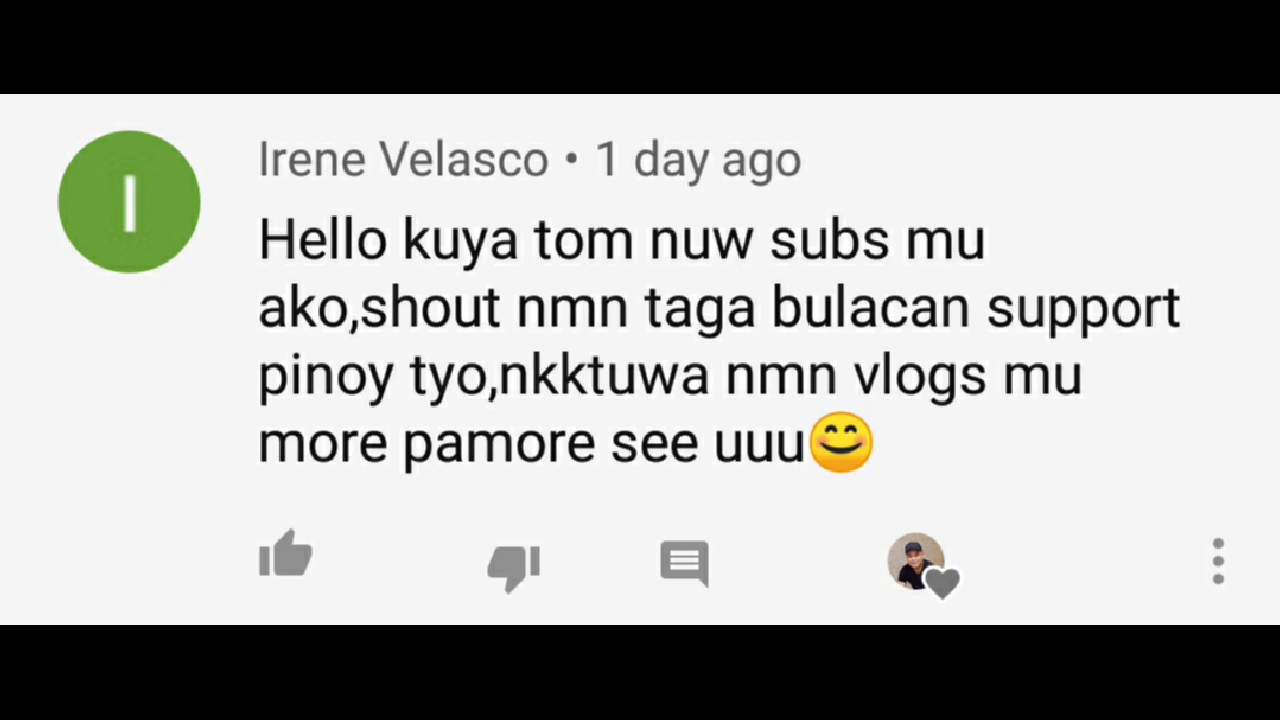 I
Irene Velasco • 1 day ago
Hello kuya tom nuw subs mu
ako,shout nmn taga bulacan support
pinoy tyo,nkktuwa nmn vlogs mu
more pamore see uuu😊